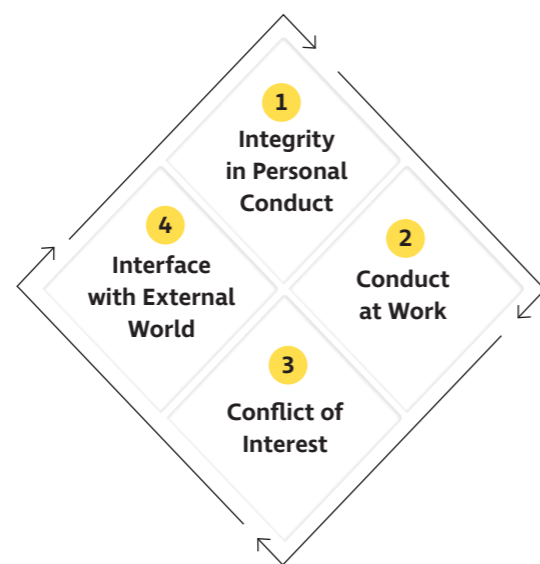 1
Integrity
in Personal
Conduct
2
Conduct
at Work
3
Conflict of
Interest
4
Interface
with External
World